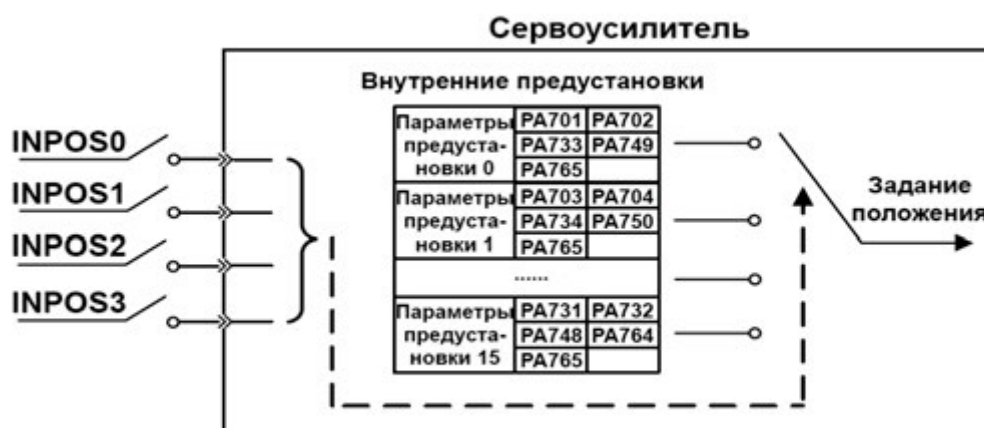 Сервоусилитель
Внутренние предустановки
INPOS0
INPOS1
INPOS2
INPOS3
Параметры предуста- новки 0
PA701 PA702
PA733 PA749
PA765
Параметры предуста- новки 1
PA703 PA704
PA734 PA750
PA765
......
Параметры предуста- новки 15
PA731 PA732
PA748 PA764
PA765
Задание
положения